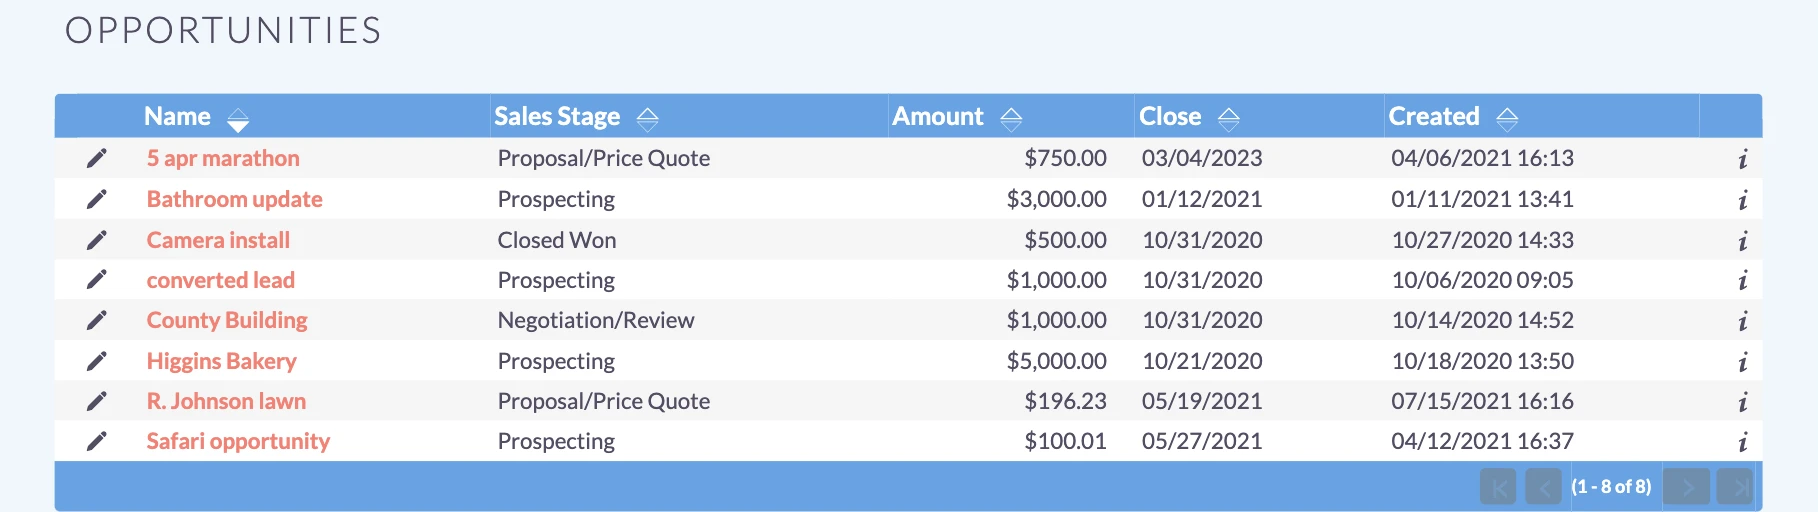 OPPORTUNITIES
Name Sales Stage Amount Close Created
5 apr marathon Proposal/Price Quote $750.00 03/04/2023 04/06/2021 16:13 i
Bathroom update Prospecting $3,000.00 01/12/2021 01/11/2021 13:41 i
Camera install Closed Won $500.00 10/31/2020 10/27/2020 14:33 i
converted lead Prospecting $1,000.00 10/31/2020 10/06/2020 09:05 i
County Building Negotiation/Review $1,000.00 10/31/2020 10/14/2020 14:52 i
Higgins Bakery Prospecting $5,000.00 10/21/2020 10/18/2020 13:50 i
R. Johnson lawn Proposal/Price Quote $196.23 05/19/2021 07/15/2021 16:16 i
Safari opportunity Prospecting $100.01 05/27/2021 04/12/2021 16:37 i
(1 - 8 of 8)